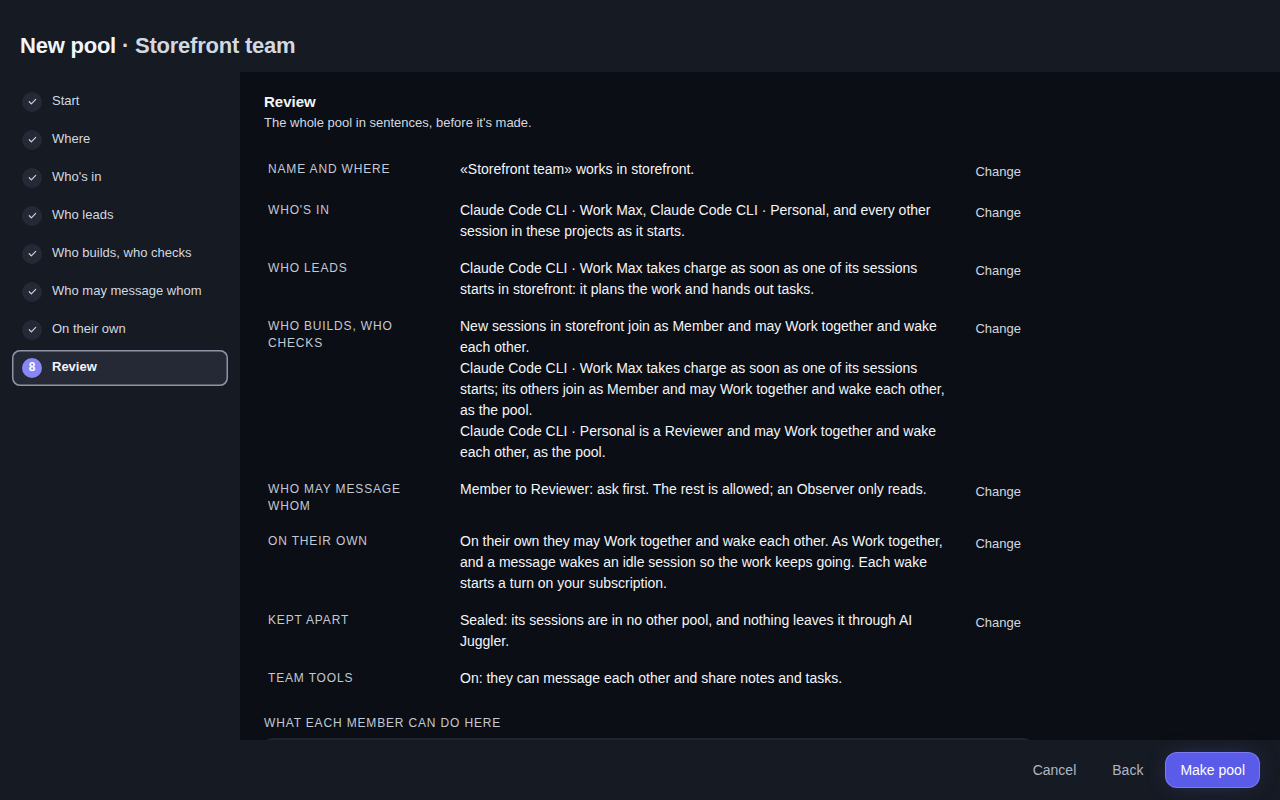 New pool · Storefront team
Start
Where
Who's in
Who leads
Who builds, who checks
Who may message whom
On their own
8 Review
Review
The whole pool in sentences, before it's made.
NAME AND WHERE
«Storefront team» works in storefront.
Change
WHO'S IN
Claude Code CLI · Work Max, Claude Code CLI · Personal, and every other
session in these projects as it starts.
Change
WHO LEADS
Claude Code CLI · Work Max takes charge as soon as one of its sessions
starts in storefront: it plans the work and hands out tasks.
Change
WHO BUILDS, WHO
CHECKS
New sessions in storefront join as Member and may Work together and wake
each other.
Claude Code CLI · Work Max takes charge as soon as one of its sessions
starts; its others join as Member and may Work together and wake each other,
as the pool.
Claude Code CLI · Personal is a Reviewer and may Work together and wake
each other, as the pool.
Change
WHO MAY MESSAGE
WHOM
Member to Reviewer: ask first. The rest is allowed; an Observer only reads.
Change
ON THEIR OWN
On their own they may Work together and wake each other. As Work together,
and a message wakes an idle session so the work keeps going. Each wake
starts a turn on your subscription.
Change
KEPT APART
Sealed: its sessions are in no other pool, and nothing leaves it through AI
Juggler.
Change
TEAM TOOLS
On: they can message each other and share notes and tasks.
WHAT EACH MEMBER CAN DO HERE
Cancel
Back
Make pool